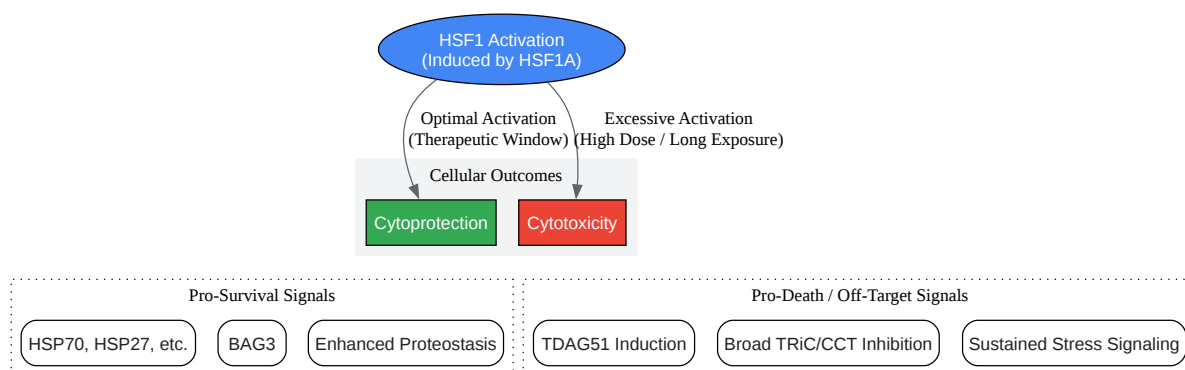 HSF1 Activation
(Induced by HSF1A)
Optimal Activation
(Therapeutic Window)
Excessive Activation
(High Dose / Long Exposure)
Cellular Outcomes
Cytoprotection
Cytotoxicity
Pro-Survival Signals
HSP70, HSP27, etc.
BAG3
Enhanced Proteostasis
Pro-Death / Off-Target Signals
TDAG51 Induction
Broad TRiC/CCT Inhibition
Sustained Stress Signaling